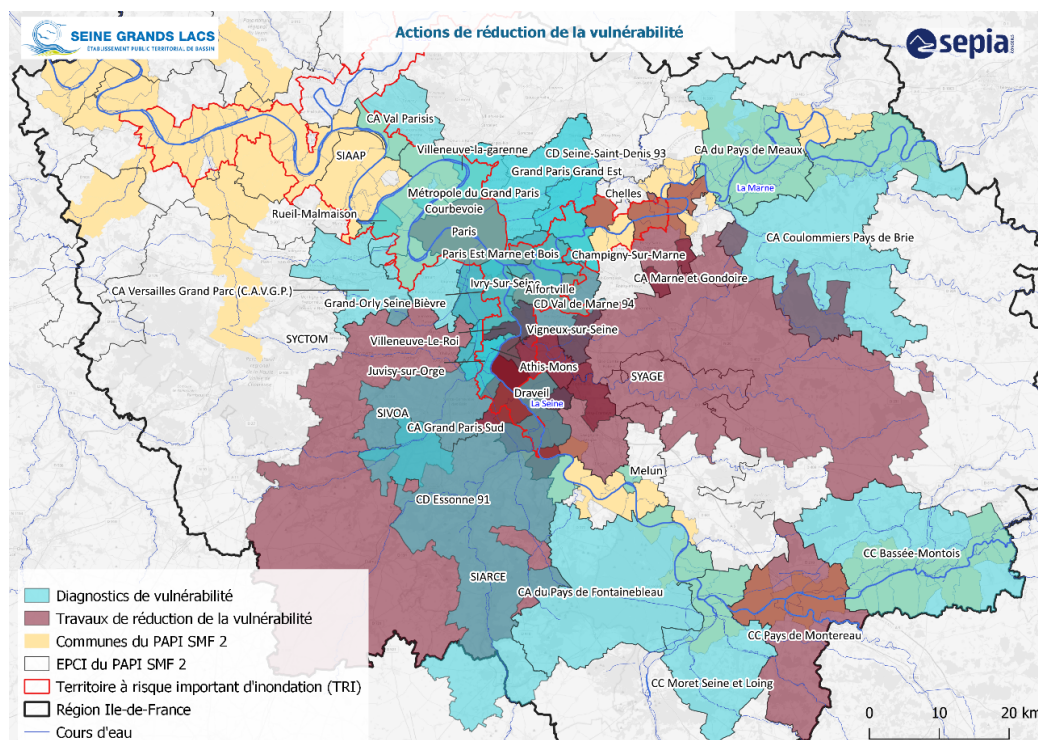 SEINE GRANDS LACS
ÉTABLISSEMENT PUBLIC TERRITORIAL DE BASSIN
Actions de réduction de la vulnérabilité
sepia
CONSEILS
CA Val Parisis
SIAAP
Villeneuve-la-garenne
CD Seine-Saint-Denis 93
CA du Pays de Meaux
Grand Paris Grand Est
Métropole du Grand Paris
Chelles
La Marne
Rueil-Malmaison
Courbevoie
Paris
CA Coulommiers Pays de Brie
Paris Est Marne et Bois
Champigny-Sur-Marne
CA Marne et Gondoire
CA Versailles Grand Parc (C.A.V.G.P.)
Ivry-Sur-Seine
Alfortville
Grand-Orly Seine Bièvre
CD Val de Marne 94
SYCTOM
Vigneux-sur-Seine
Villeneuve-Le-Roi
Juvisy-sur-Orge
Athis-Mons
SYAGE
SIVOA
Draveil
La Seine
CA Grand Paris Sud
Melun
CD Essonne 91
CC Bassée-Montois
SIARCE
CA du Pays de Fontainebleau
CC Pays de Montereau
CC Moret Seine et Loing
Diagnostics de vulnérabilité
Travaux de réduction de la vulnérabilité
Communes du PAPI SMF 2
EPCI du PAPI SMF 2
Territoire à risque important d'inondation (TRI)
Région Ile-de-France
Cours d'eau
0 10 20 km